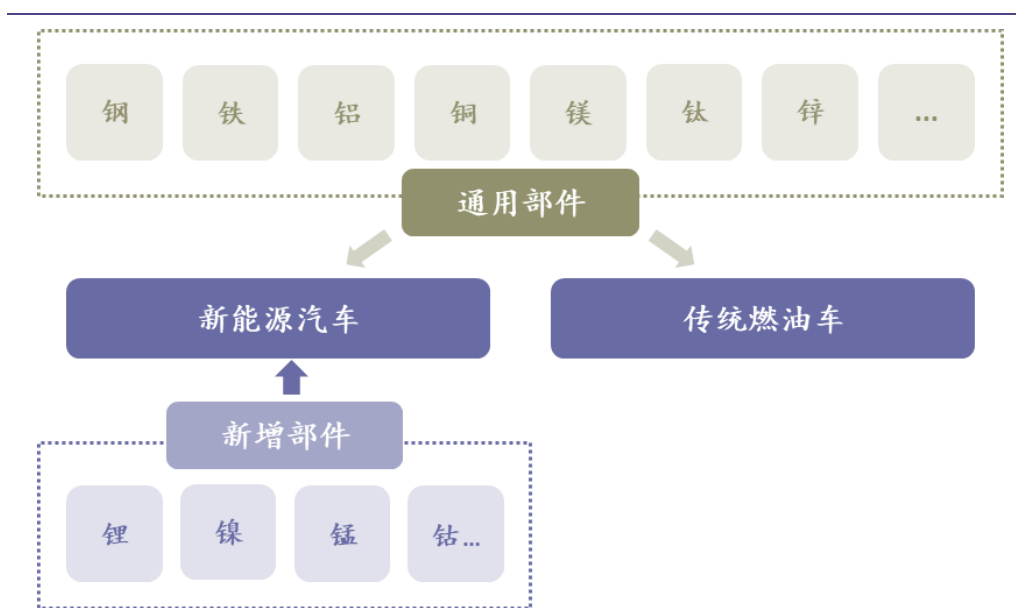 钢 铁 铝 铜 镁 钛 锌 ...
通用部件
新能源汽车 传统燃油车
新增部件
锂 镍 锰 钴...